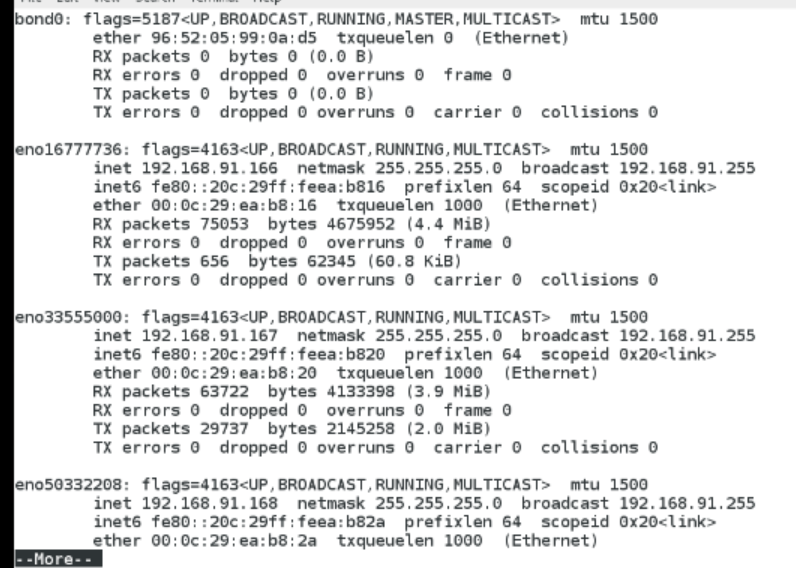 bond0: flags=5187<UP,BROADCAST,RUNNING,MASTER,MULTICAST>  mtu 1500
        ether 96:52:05:99:0a:d5  txqueuelen 0  (Ethernet)
        RX packets 0  bytes 0 (0.0 B)
        RX errors 0  dropped 0  overruns 0  frame 0
        TX packets 0  bytes 0 (0.0 B)
        TX errors 0  dropped 0 overruns 0  carrier 0  collisions 0

eno16777736: flags=4163<UP,BROADCAST,RUNNING,MULTICAST>  mtu 1500
        inet 192.168.91.166  netmask 255.255.255.0  broadcast 192.168.91.255
        inet6 fe80::20c:29ff:feea:b816  prefixlen 64  scopeid 0x20<link>
        ether 00:0c:29:ea:b8:16  txqueuelen 1000  (Ethernet)
        RX packets 75053  bytes 4675952 (4.4 MiB)
        RX errors 0  dropped 0  overruns 0  frame 0
        TX packets 656  bytes 62345 (60.8 KiB)
        TX errors 0  dropped 0 overruns 0  carrier 0  collisions 0

eno33555000: flags=4163<UP,BROADCAST,RUNNING,MULTICAST>  mtu 1500
        inet 192.168.91.167  netmask 255.255.255.0  broadcast 192.168.91.255
        inet6 fe80::20c:29ff:feea:b820  prefixlen 64  scopeid 0x20<link>
        ether 00:0c:29:ea:b8:20  txqueuelen 1000  (Ethernet)
        RX packets 63722  bytes 4133398 (3.9 MiB)
        RX errors 0  dropped 0  overruns 0  frame 0
        TX packets 29737  bytes 2145258 (2.0 MiB)
        TX errors 0  dropped 0 overruns 0  carrier 0  collisions 0

eno50332208: flags=4163<UP,BROADCAST,RUNNING,MULTICAST>  mtu 1500
        inet 192.168.91.168  netmask 255.255.255.0  broadcast 192.168.91.255
        inet6 fe80::20c:29ff:feea:b82a  prefixlen 64  scopeid 0x20<link>
        ether 00:0c:29:ea:b8:2a  txqueuelen 1000  (Ethernet)
--More--